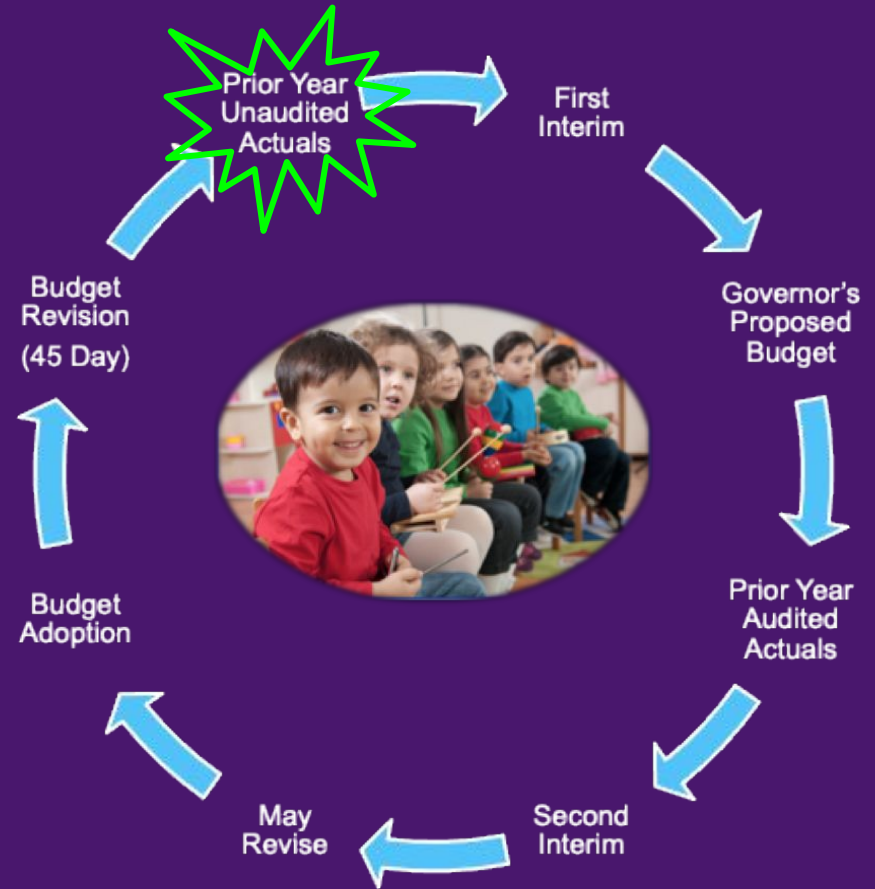 Prior Year
Unaudited
Actuals
First
Interim
Governor's
Proposed
Budget
Prior Year
Audited
Actuals
Second
Interim
May
Revise
Budget
Adoption
Budget
Revision
(45 Day)